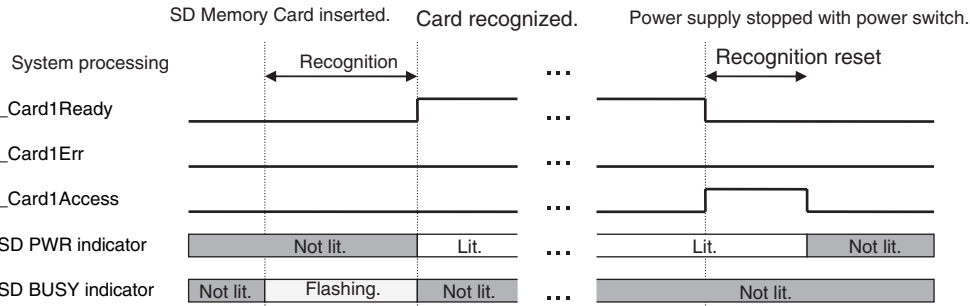 SD Memory Card inserted. Card recognized. Power supply stopped with power switch.
System processing Recognition ... Recognition reset
_Card1Ready ...
_Card1Err ...
_Card1Access ...
SD PWR indicator Not lit. Lit. ... Lit. Not lit.
SD BUSY indicator Not lit. Flashing. Not lit. ... Not lit.